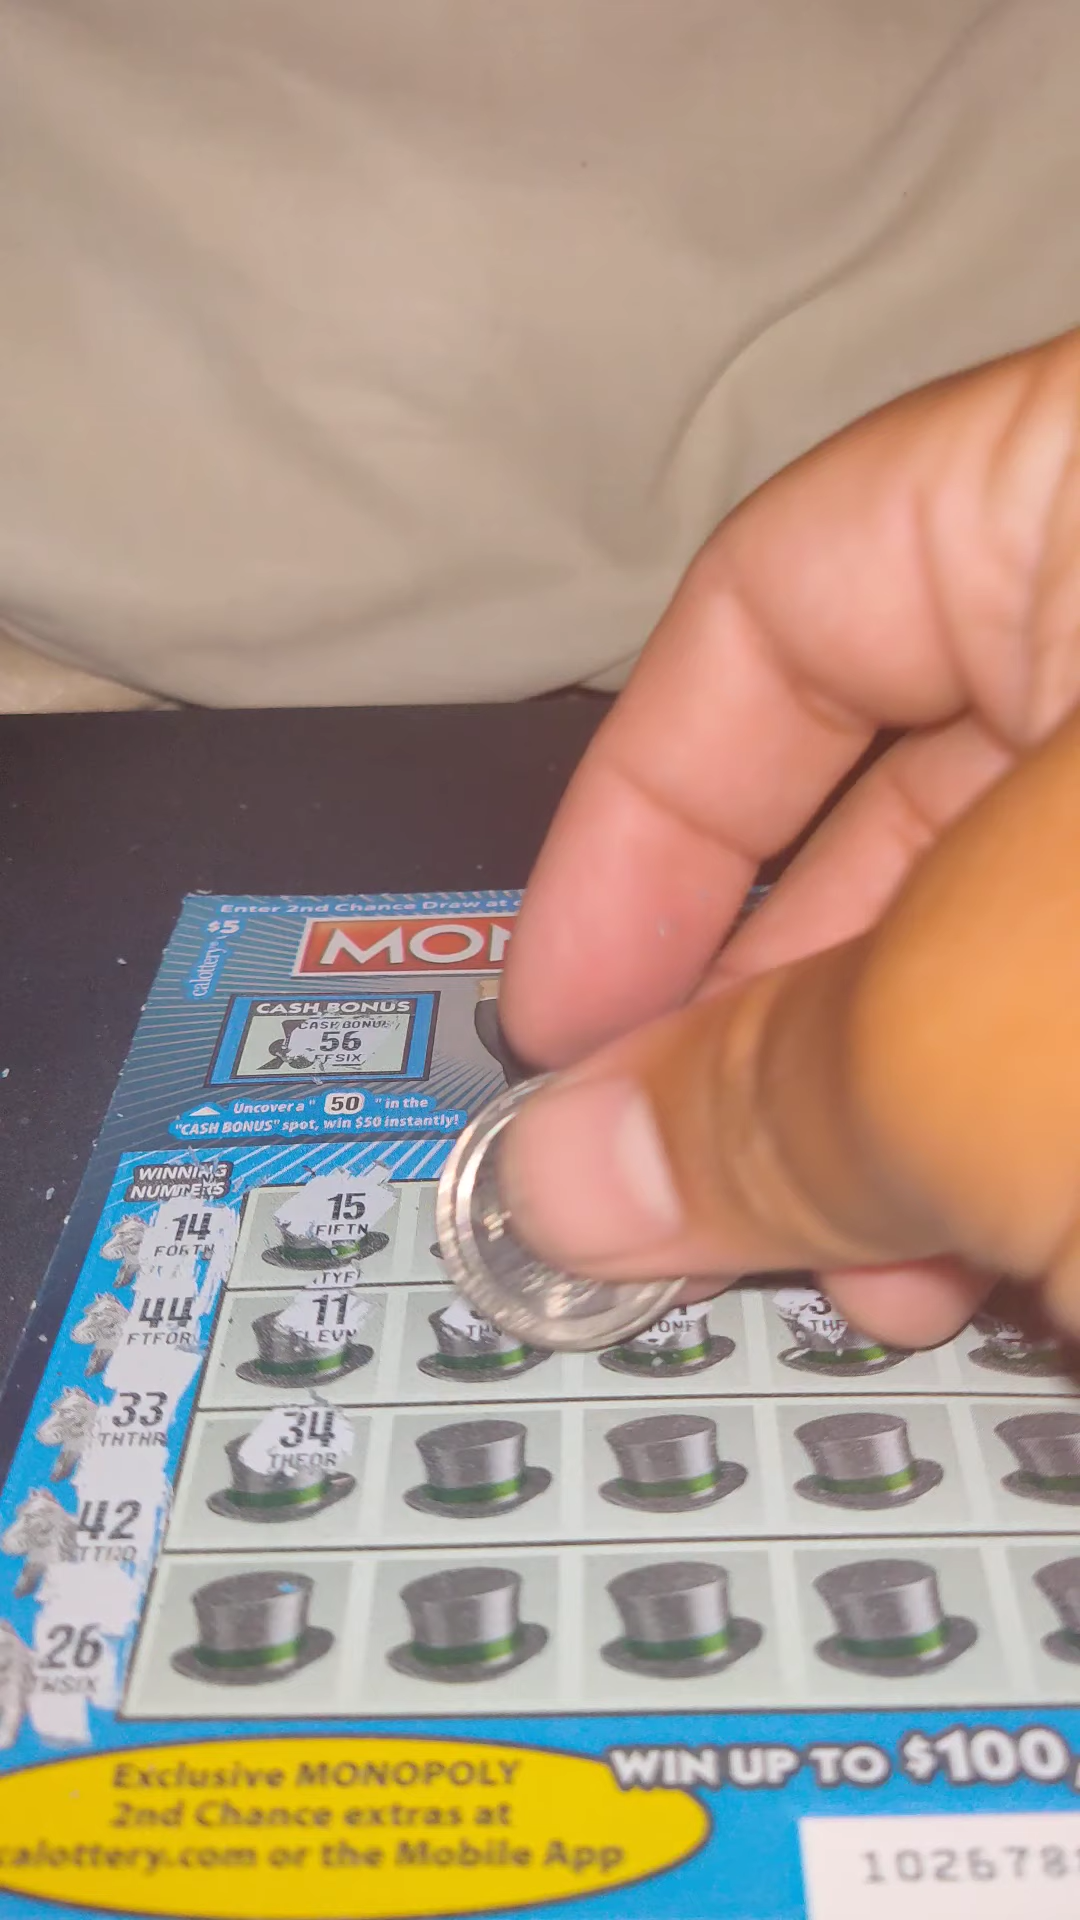 Enter 2nd Chance Draw at
$5
calottery
MON
CASH BONUS
CASH BONUS
56
FFSIX
Uncover a "50" in the
"CASH BONUS" spot, win $50 instantly!
WINNING
NUMBERS
14
FORTN
15
FIFTN
44
FTFOR
11
ELEVN
33
THTHR
34
THFOR
42
26
TWSIX
WIN UP TO $100,
Exclusive MONOPOLY
2nd Chance extras at
calottery.com or the Mobile App
102678